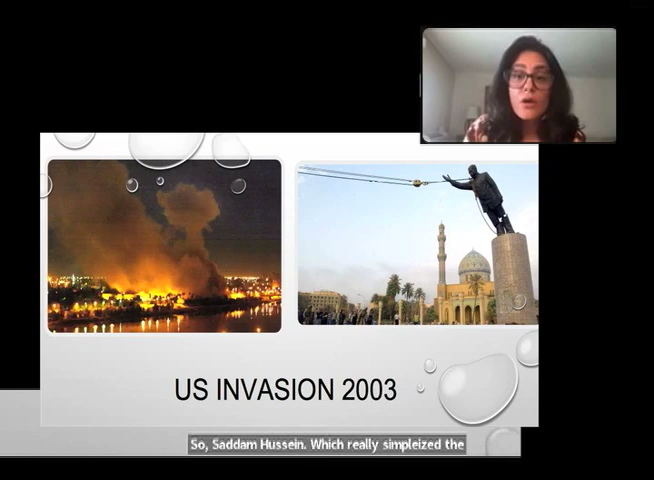 US INVASION 2003
So, Saddam Hussein. Which really simpleized the